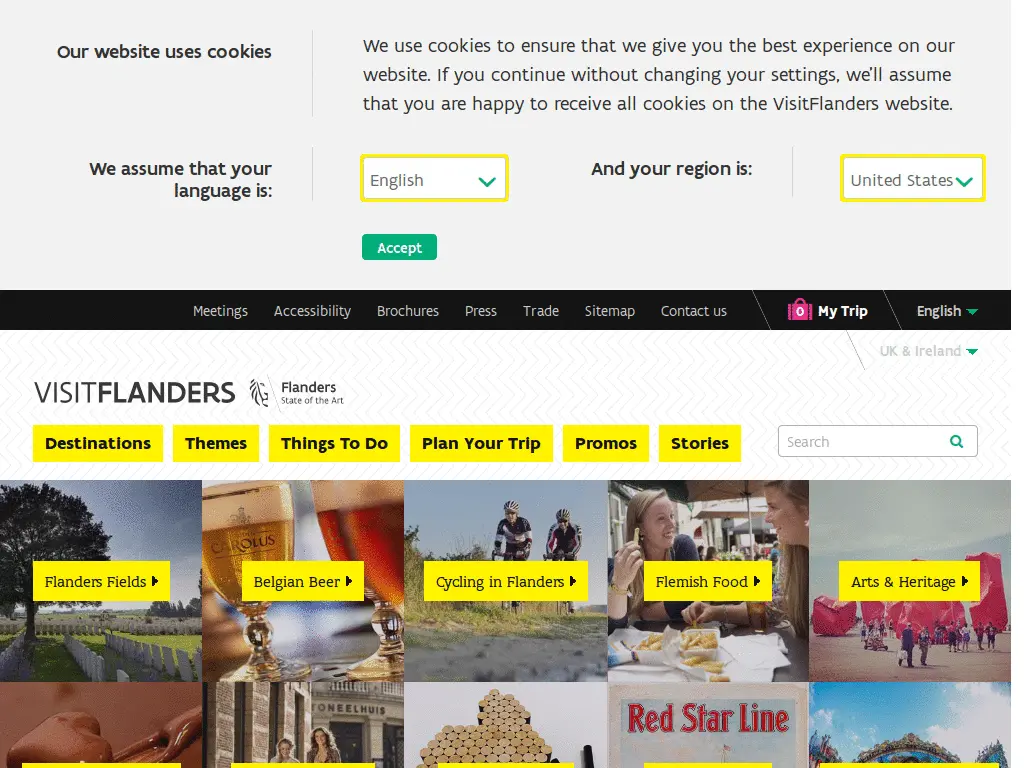 Our website uses cookies
We use cookies to ensure that we give you the best experience on our
website. If you continue without changing your settings, we'll assume
that you are happy to receive all cookies on the VisitFlanders website.
We assume that your
language is:
English
And your region is:
United States
Accept
Meetings Accessibility Brochures Press Trade Sitemap Contact us 0 My Trip English
UK & Ireland
VISITFLANDERS Flanders
State of the Art
Destinations Themes Things To Do Plan Your Trip Promos Stories Search
CAROLUS
Flanders Fields Belgian Beer Cycling in Flanders Flemish Food Arts & Heritage
TONEELHUIS
Red Star Line